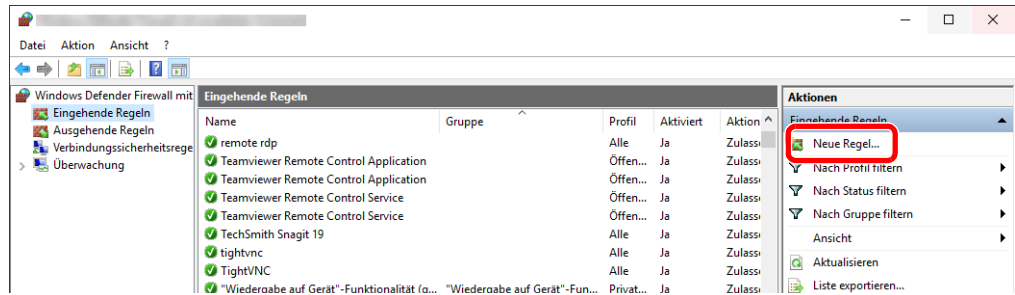 Datei Aktion Ansicht ?
Windows Defender Firewall mit
Eingehende Regeln
Ausgehende Regeln
Verbindungssicherheitsrege
Überwachung
Eingehende Regeln
Name Gruppe Profil Aktiviert Aktion
remote rdp Alle Ja Zulass
Teamviewer Remote Control Application Öffen... Ja Zulass
Teamviewer Remote Control Application Öffen... Ja Zulass
Teamviewer Remote Control Service Öffen... Ja Zulass
Teamviewer Remote Control Service Öffen... Ja Zulass
TechSmith Snagit 19 Alle Ja Zulass
tightvnc Alle Ja Zulass
TightVNC Alle Ja Zulass
"Wiedergabe auf Gerät"-Funktionalität (q... "Wiedergabe auf Gerät"-Fun... Privat... Ja Zulass
Aktionen
Eingehende Regeln
Neue Regel...
Nach Profil filtern
Nach Status filtern
Nach Gruppe filtern
Ansicht
Aktualisieren
Liste exportieren...